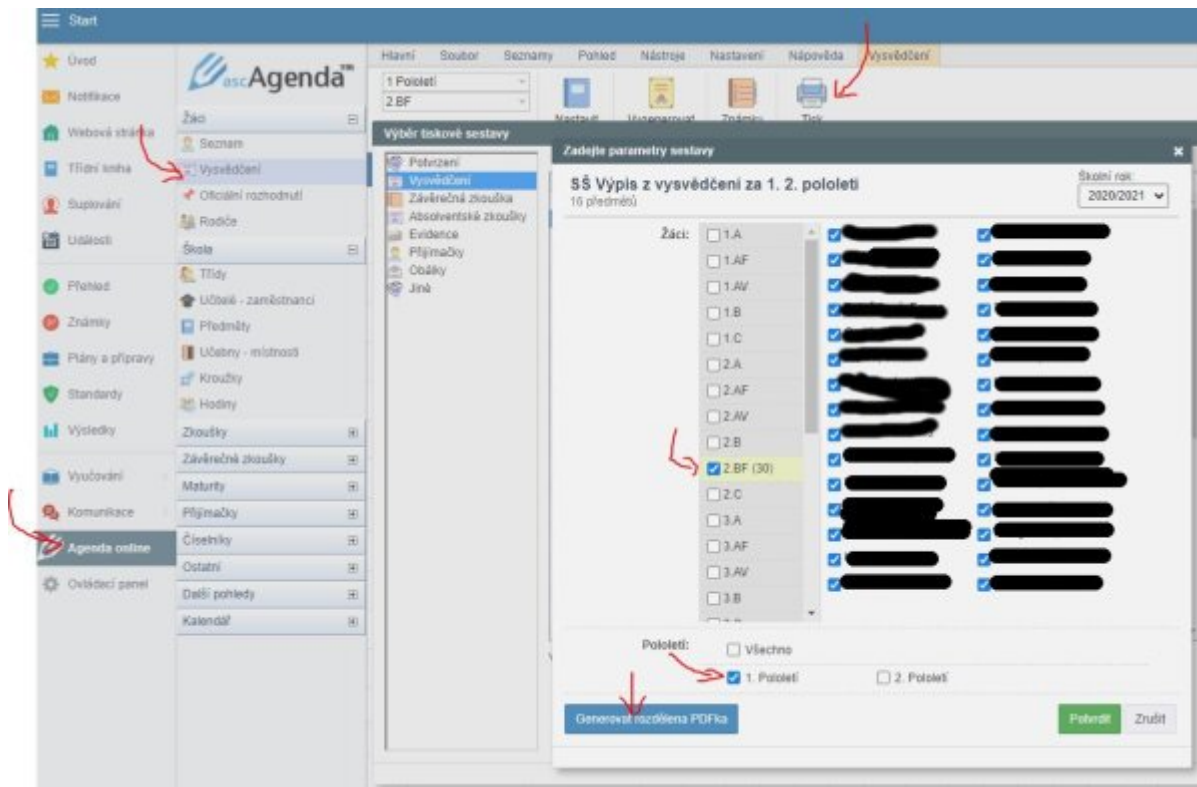 Start
Úvod
Notifikace
Webová stránka
Třídní kniha
Suplování
Události
Přehled
Známky
Plány a přípravy
Standardy
Výsledky
Vyučování
Komunikace
Agenda online
Ovládací panel
ascAgenda™
Žáci
Seznam
Vysvědčení
Oficiální rozhodnutí
Rodiče
Škola
Třídy
Učitelé - zaměstnanci
Předměty
Učebny - místnosti
Kroužky
Hodiny
Zkoušky
Závěrečné zkoušky
Maturity
Přijímačky
Číselníky
Ostatní
Další pohledy
Kalendář
Hlavní Soubor Seznamy Pohled Nástroje Nastavení Nápověda Vysvědčení
1 Pololetí
2.BF
Nastavit Vygenerovat Známky Tisk
Výběr tiskové sestavy
Potvrzení
Vysvědčení
Závěrečná zkouška
Absolventské zkoušky
Evidence
Přijímačky
Obálky
Jiné
Zadejte parametry sestavy
SŠ Výpis z vysvědčení za 1. 2. pololetí
16 předmětů
Školní rok:
2020/2021
Žáci:
1.A
1.AF
1.AV
1.B
1.C
2.A
2.AF
2.AV
2.B
2.BF (30)
2.C
3.A
3.AF
3.AV
3.B
Pololetí:
Všechno
1. Pololetí 2. Pololetí
Generovat rozdělena PDFka
Potvrdit Zrušit